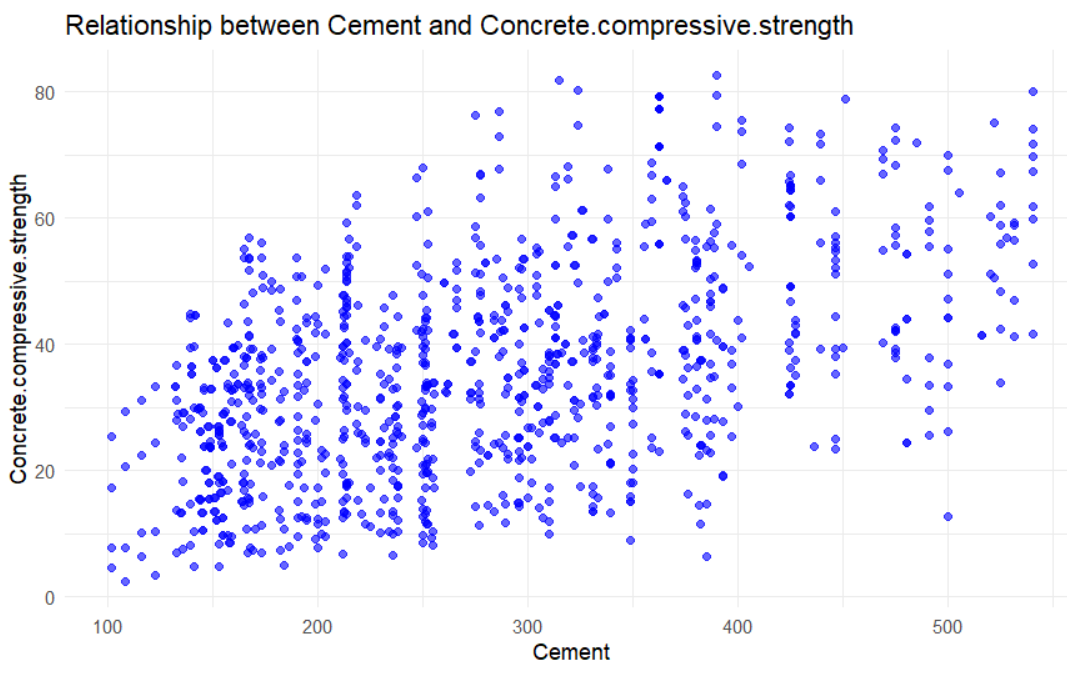 Relationship between Cement and Concrete.compressive.strength
80
60
40
20
0
Concrete.compressive.strength
100 200 300 400 500
Cement